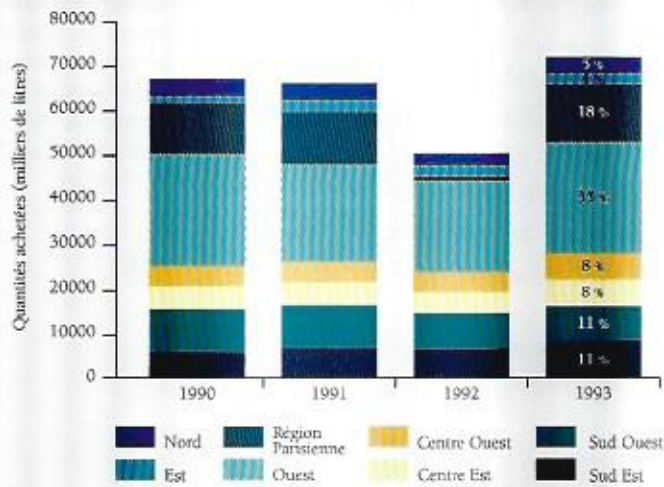 Quantités achetées (milliers de litres)
80000
70000
60000
50000
40000
30000
20000
10000
0
5 %
18 %
8 %
8 %
11 %
11 %
1990
1991
1992
1993
Nord
Région Parisienne
Centre Ouest
Sud Ouest
Est
Ouest
Centre Est
Sud Est